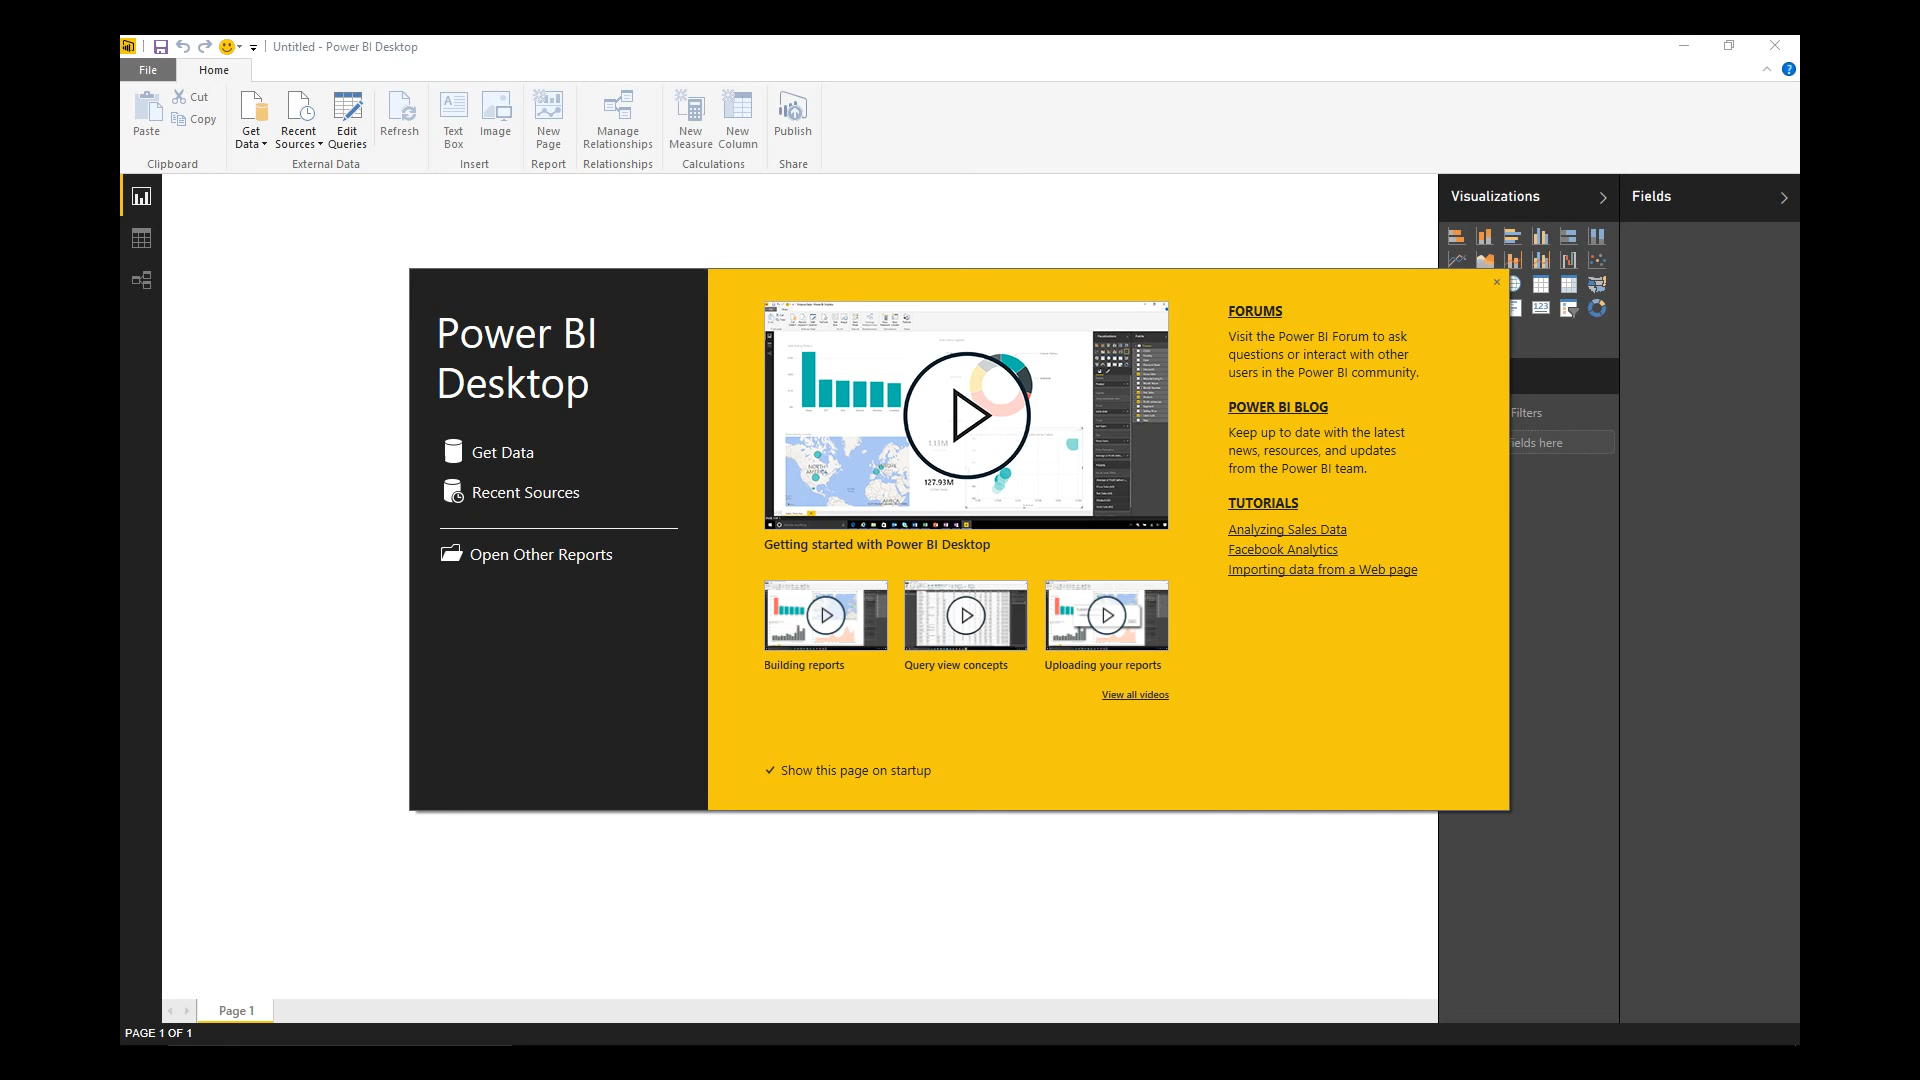 Untitled - Power BI Desktop
File
Home
Paste
Cut
Copy
Clipboard
Get
Data
Recent
Sources
Edit
Queries
External Data
Refresh
Text
Box
Image
Insert
New
Page
Report
Manage
Relationships
Relationships
New
Measure
New
Column
Calculations
Publish
Share
Visualizations
Fields
Power BI
Desktop
Get Data
Recent Sources
Open Other Reports
127.93M
Getting started with Power BI Desktop
Building reports
Query view concepts
Uploading your reports
View all videos
Show this page on startup
FORUMS
Visit the Power BI Forum to ask
questions or interact with other
users in the Power BI community.
POWER BI BLOG
Keep up to date with the latest
news, resources, and updates
from the Power BI team.
TUTORIALS
Analyzing Sales Data
Facebook Analytics
Importing data from a Web page
Filters
fields here
Page 1
PAGE 1 OF 1